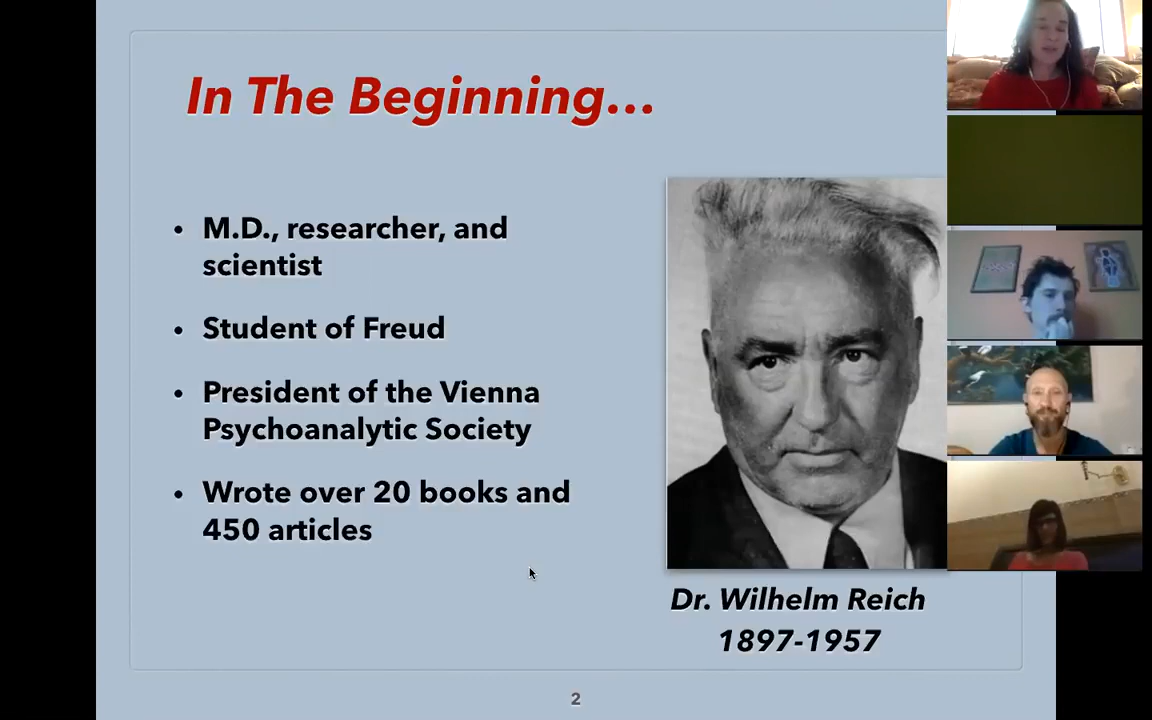 In The Beginning...
• M.D., researcher, and
scientist
• Student of Freud
• President of the Vienna
Psychoanalytic Society
• Wrote over 20 books and
450 articles
Dr. Wilhelm Reich
1897-1957
2